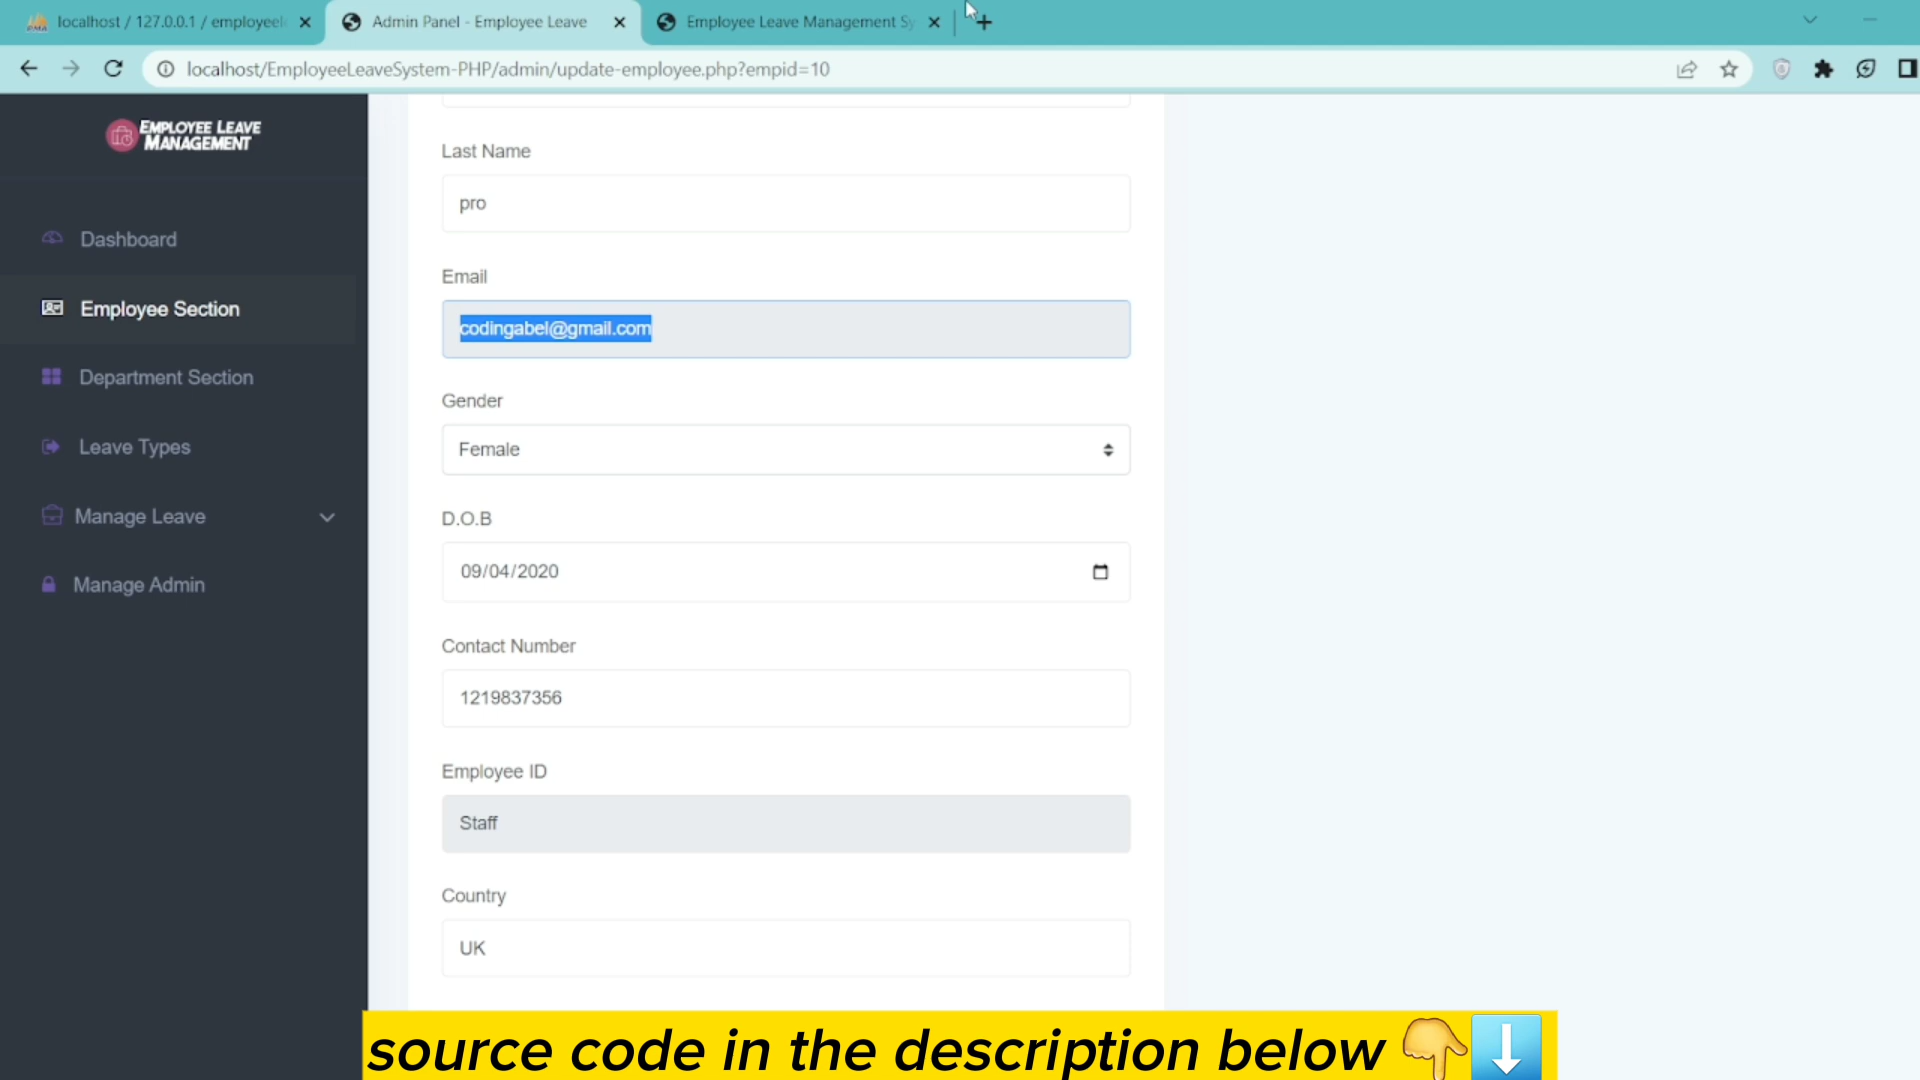 localhost / 127.0.0.1 / employeel
Admin Panel - Employee Leave
Employee Leave Management Sy
localhost/EmployeeLeaveSystem-PHP/admin/update-employee.php?empid=10
EMPLOYEE LEAVE
MANAGEMENT
Dashboard
Employee Section
Department Section
Leave Types
Manage Leave
Manage Admin
Last Name
pro
Email
codingabel@gmail.com
Gender
Female
D.O.B
09/04/2020
Contact Number
1219837356
Employee ID
Staff
Country
UK
source code in the description below 👇⬇️